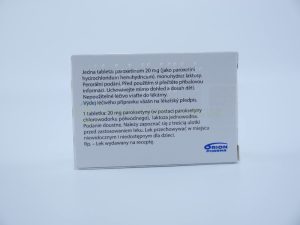 Jedna tableta: paroxetinum 20 mg (jako paroxetini
hydrochloridum hemihydricum), monohydrát laktosy.
Perorální podání. Před použitím si přečtěte příbalovou
informaci. Uchovávejte mimo dohled a dosah dětí.
Nepoužitelné léčivo vraťte do lékárny.
Výdej léčivého přípravku vázán na lékařský předpis.
1 tabletka: 20 mg paroksetyny (w postaci paroksetyny
chlorowodorku półwodnego), laktoza jednowodna.
Podanie doustne. Należy zapoznać się z treścią ulotki
przed zastosowaniem leku. Lek przechowywać w miejscu
niewidocznym i niedostępnym dla dzieci.
Rp. – Lek wydawany na receptę.
ORION
PHARMA